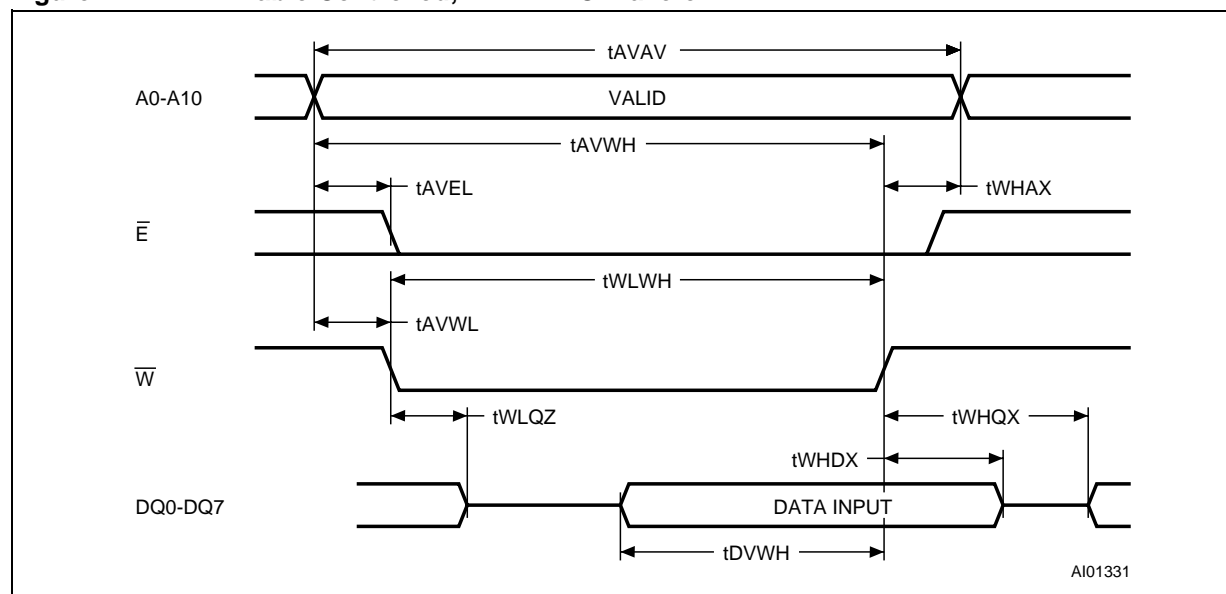 tAVAV
A0-A10 VALID
tAVWH
tAVEL tWHAX
E
tWLWH
tAVWL
W
tWLQZ tWHQX
tWHDX
DQ0-DQ7 DATA INPUT
tDVWH
AI01331